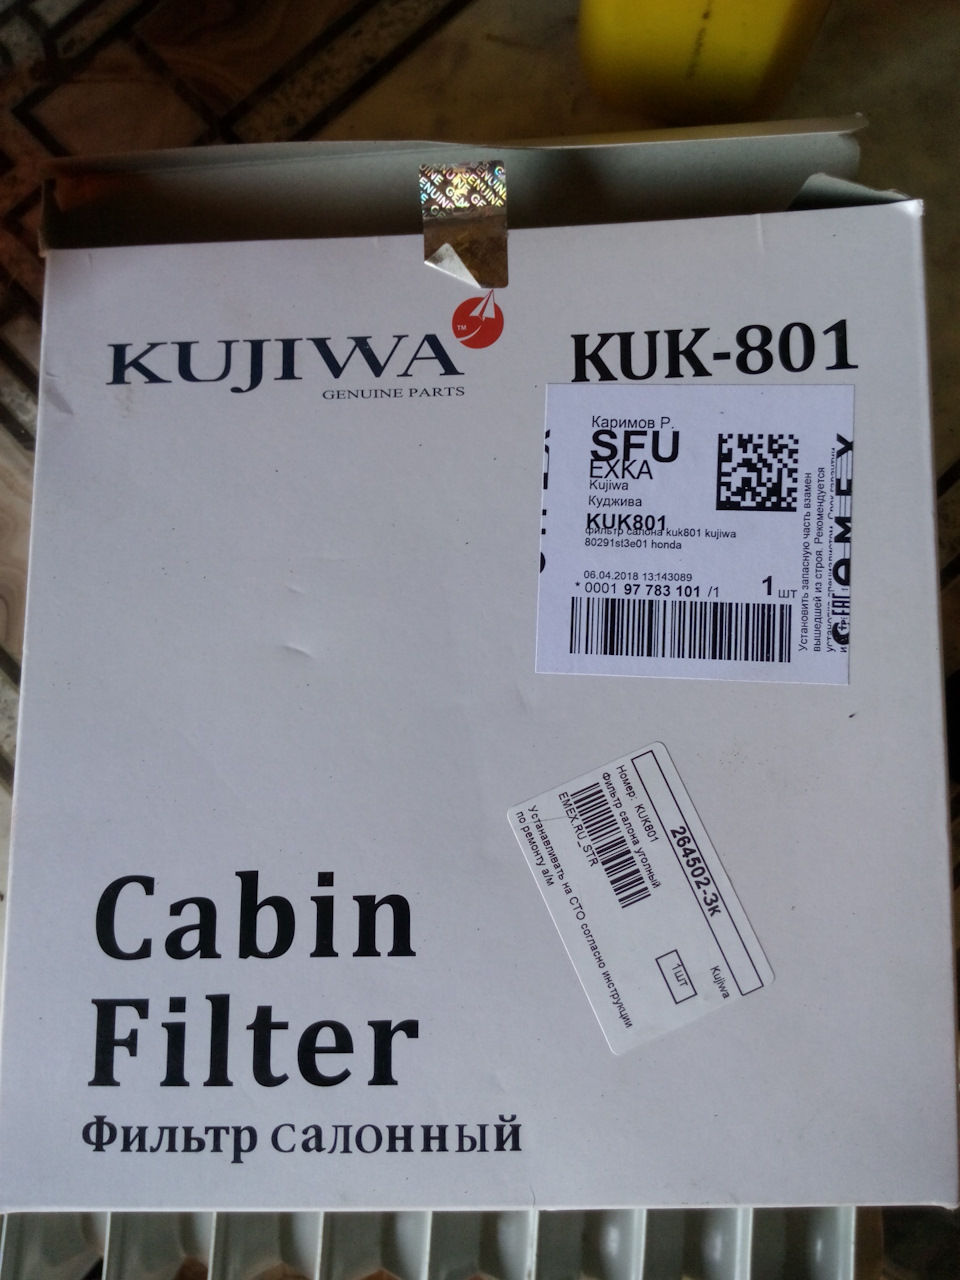 KUJIWA
TM
GENUINE PARTS
KUK-801
Каримов Р.
SFU
EXKA
Kujiwa
Куджива
KUK801
фильтр салона kuk801 kujiwa
80291st3e01 honda
06.04.2018 13:143089
* 0001 97 783 101 /1
1 шт
Установить запасную часть взамен
вышедшей из строя. Рекомендуется
264502-3к
Номер: KUK801
Kujiwa
Фильтр салона угольный
EMEX.RU_STR
1шт
Устанавливать на СТО согласно инструкции
по ремонту а/м
Cabin
Filter
Фильтр салонный